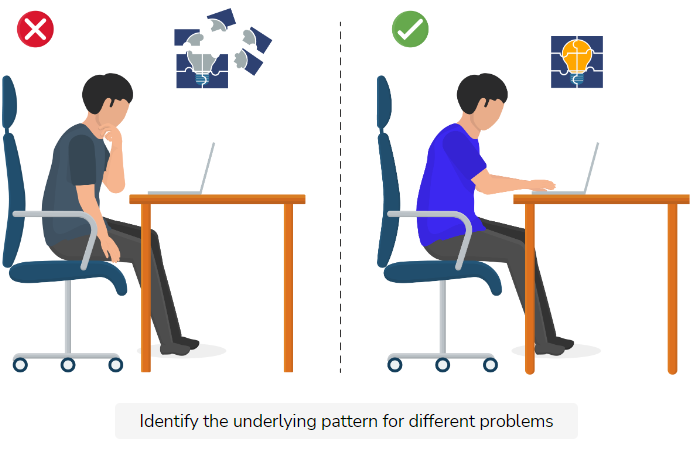 Identify the underlying pattern for different problems